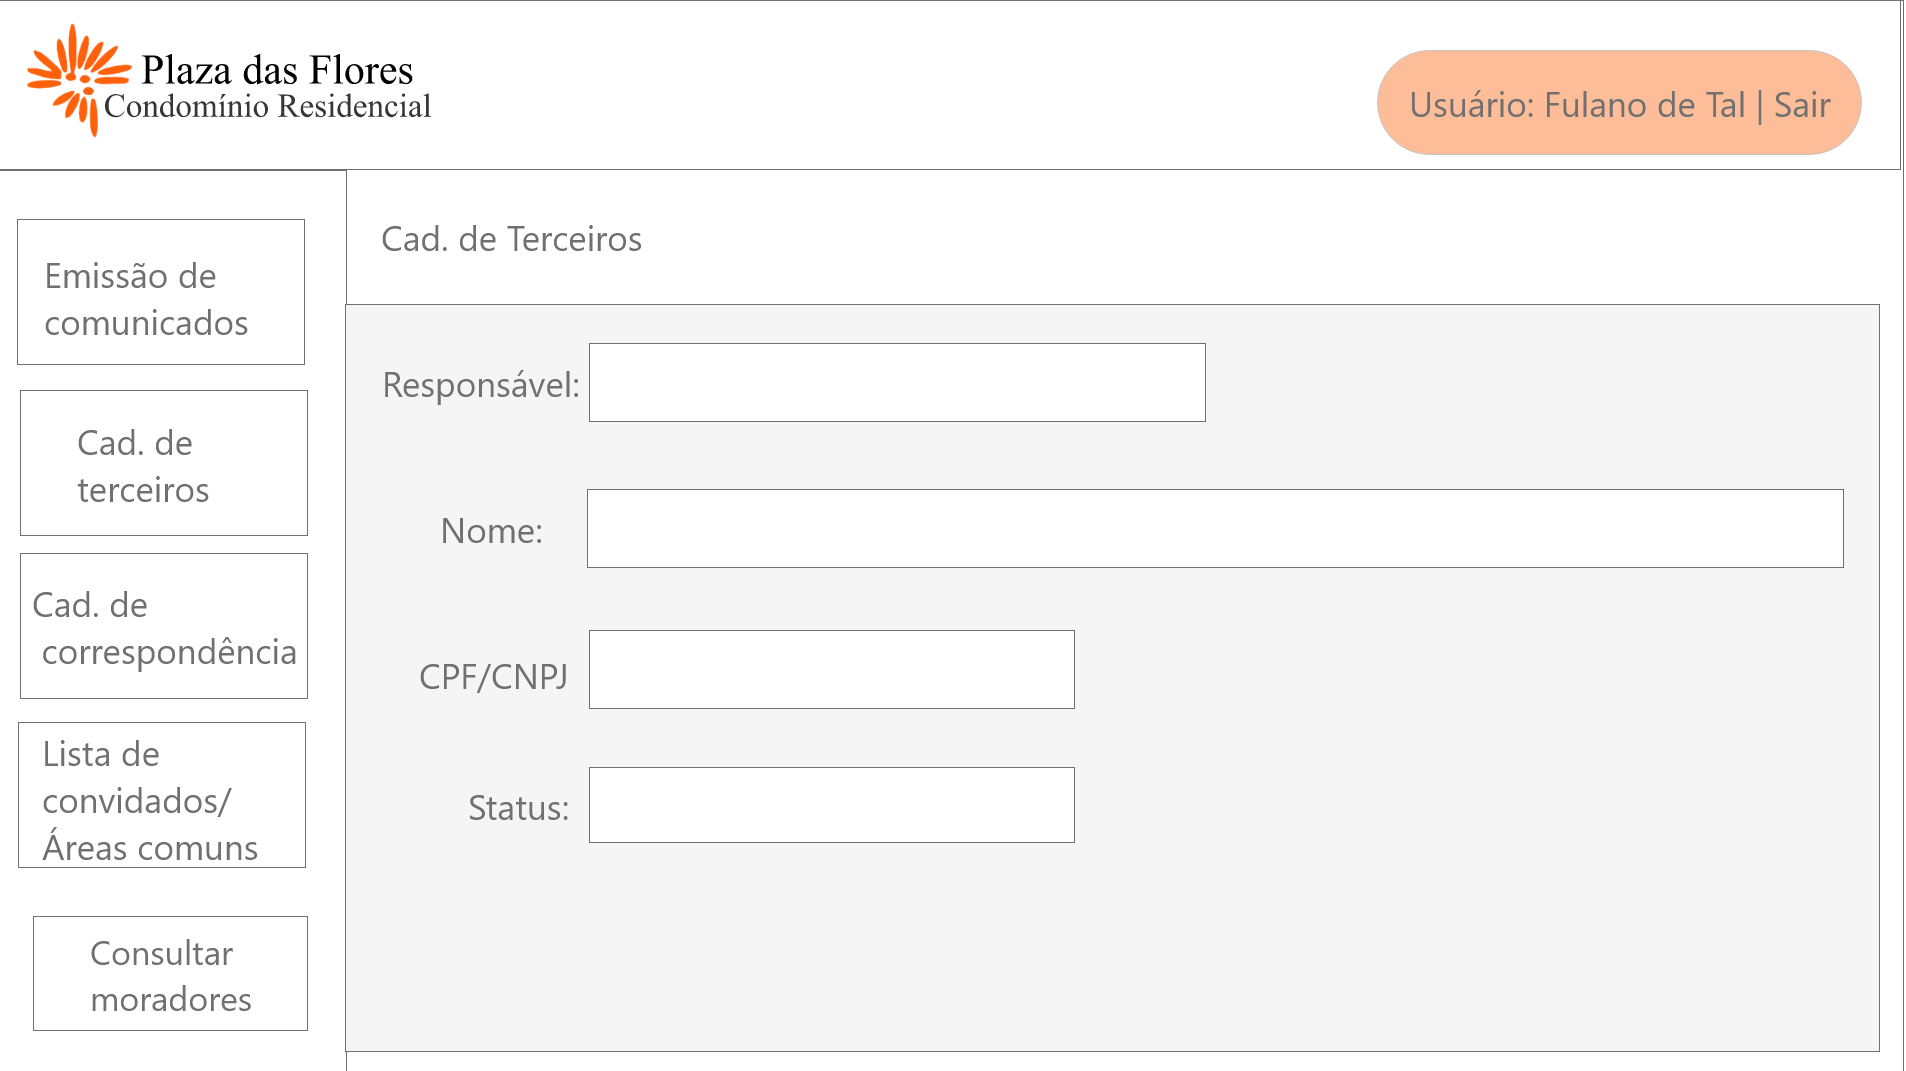 Plaza das Flores
Condomínio Residencial
Usuário: Fulano de Tal | Sair
Emissão de
comunicados
Cad. de
terceiros
Cad. de
correspondência
Lista de
convidados/
Áreas comuns
Consultar
moradores
Cad. de Terceiros
Responsável:
Nome:
CPF/CNPJ
Status: